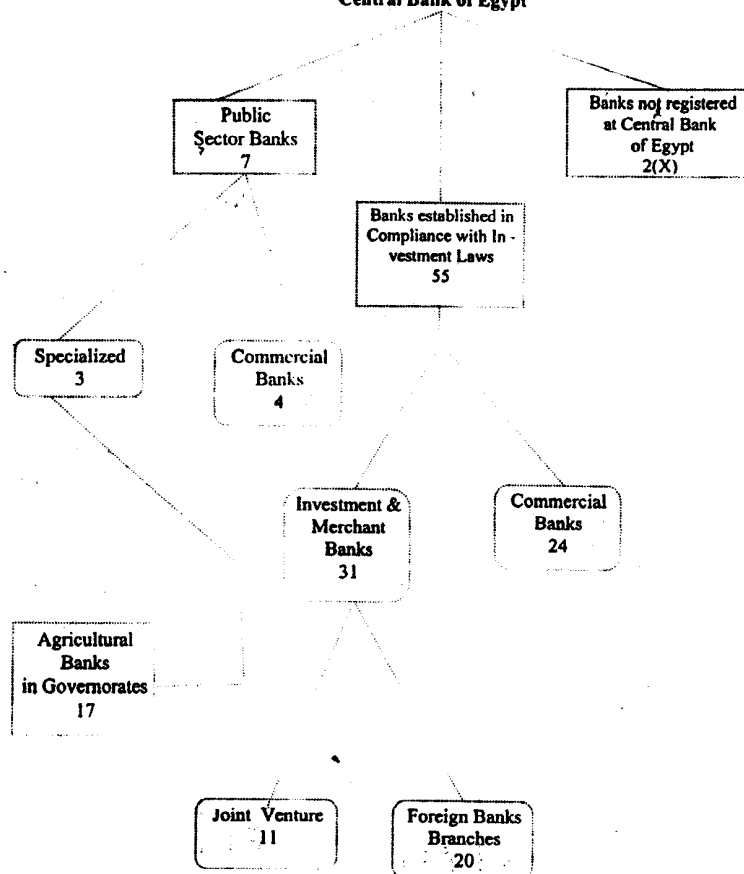 Central Bank of Egypt
Public
Sector Banks
7
Banks not registered
at Central Bank
of Egypt
2(X)
Banks established in
Compliance with In -
vestment Laws
55
Specialized
3
Commercial
Banks
4
Investment &
Merchant
Banks
31
Commercial
Banks
24
Agricultural
Banks
in Governorates
17
Joint Venture
11
Foreign Banks
Branches
20